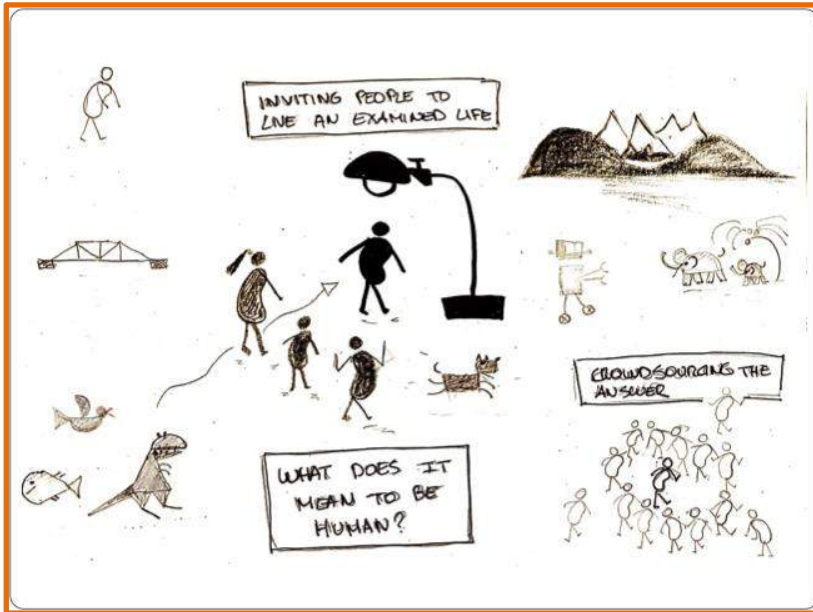 INVITING PEOPLE TO
LIVE AN EXAMINED LIFE
CROWDSOURCING THE
ANSWER
WHAT DOES IT
MEAN TO BE
HUMAN?